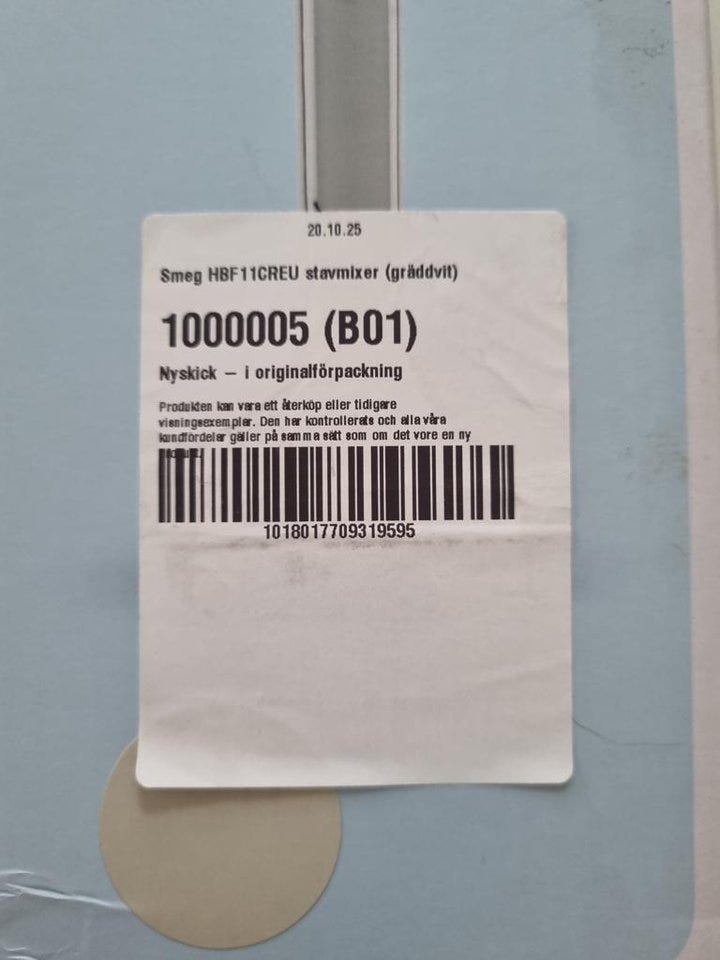 20.10.25
Smeg HBF11CREU stavmixer (gräddvit)
1000005 (B01)
Nyskick – i originalförpackning
Produkten kan vara ett återköp eller tidigare
visningsexemplar. Den har kontrollerats och alla våra
kundfördelar gäller på samma sätt som om det vore en ny
1018017709319595